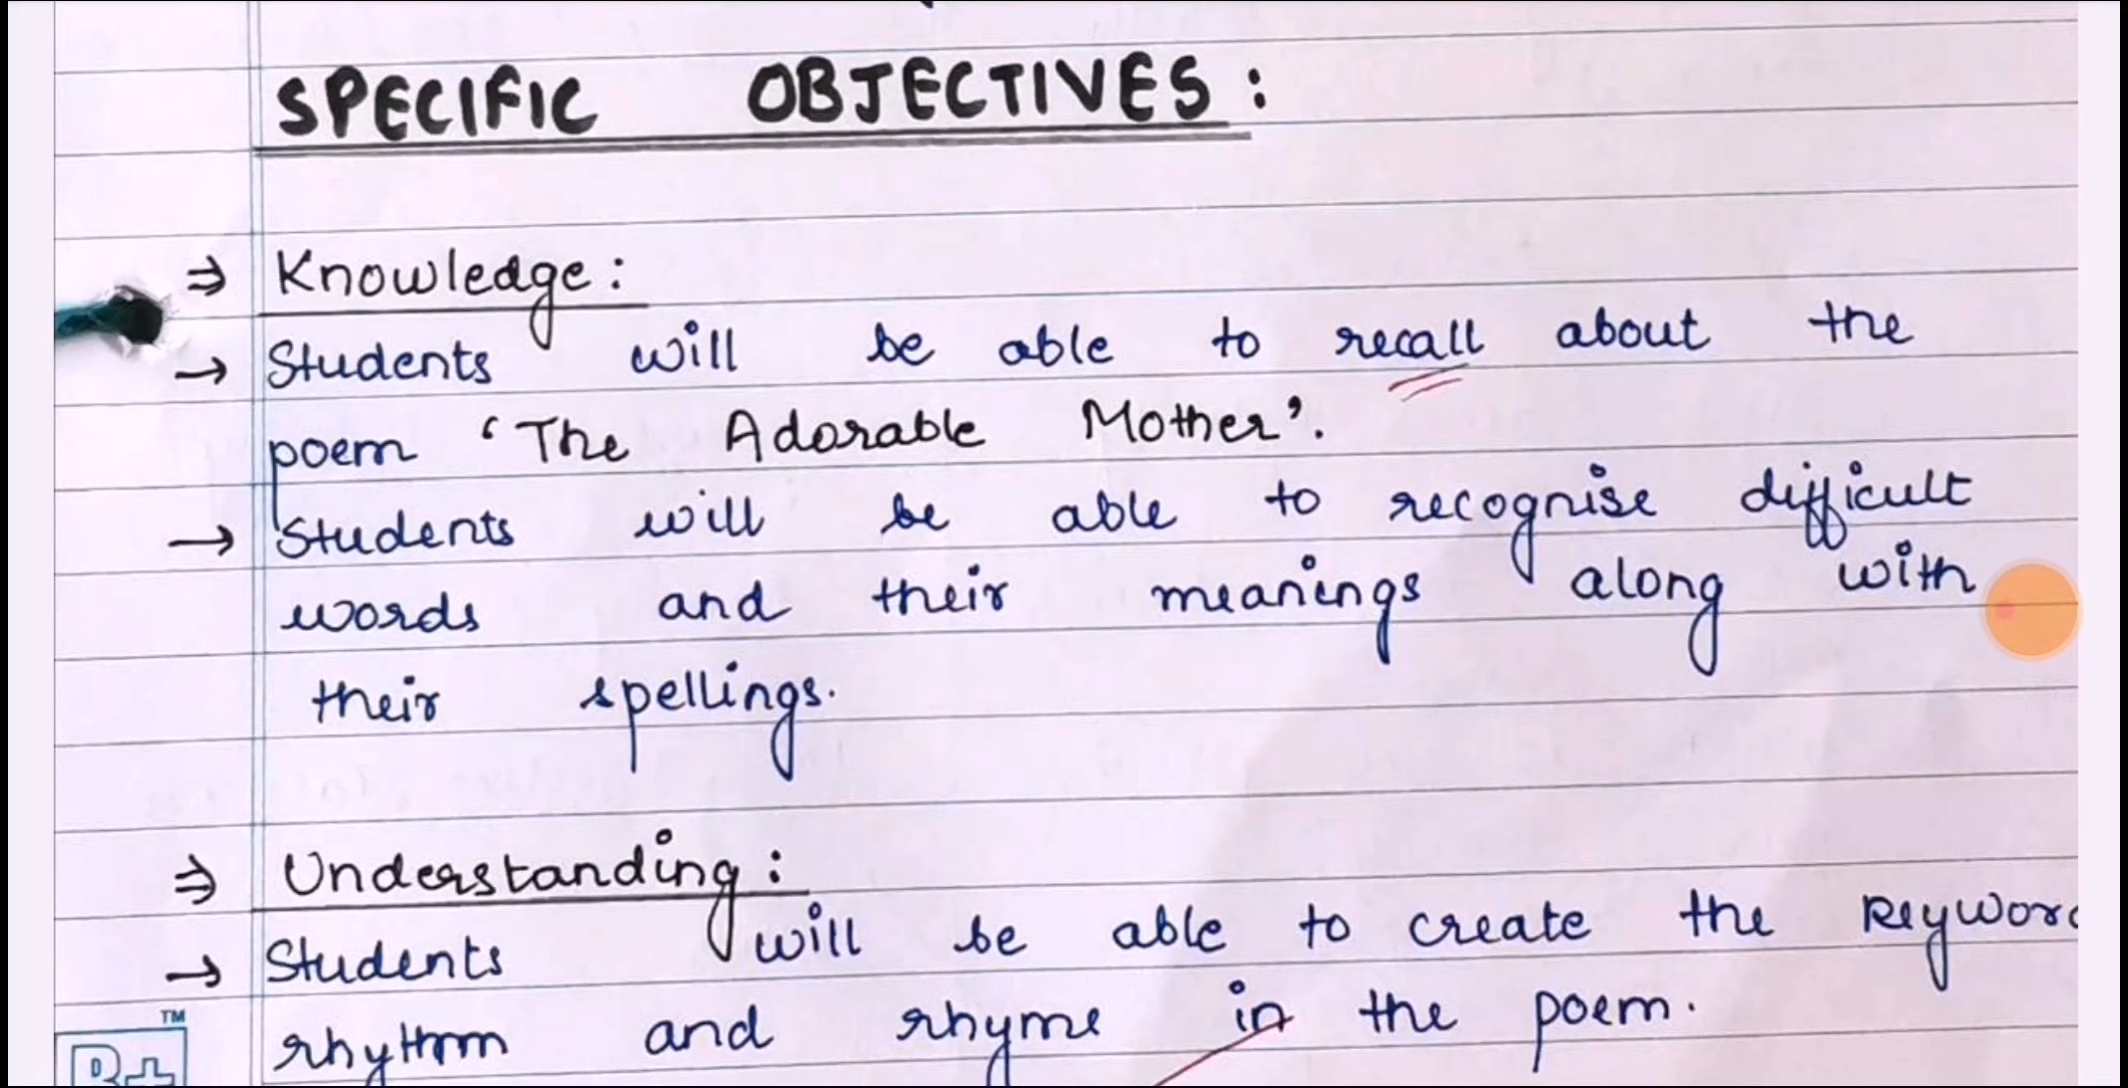 SPECIFIC OBJECTIVES :
⇒ Knowledge :
→ Students will be able to recall about the
poem 'The Adorable Mother'.
→ Students will be able to recognise difficult
words and their meanings along with
their spellings.
⇒ Understanding :
→ Students will be able to create the keyword
rhythm and rhyme in the poem.
TM